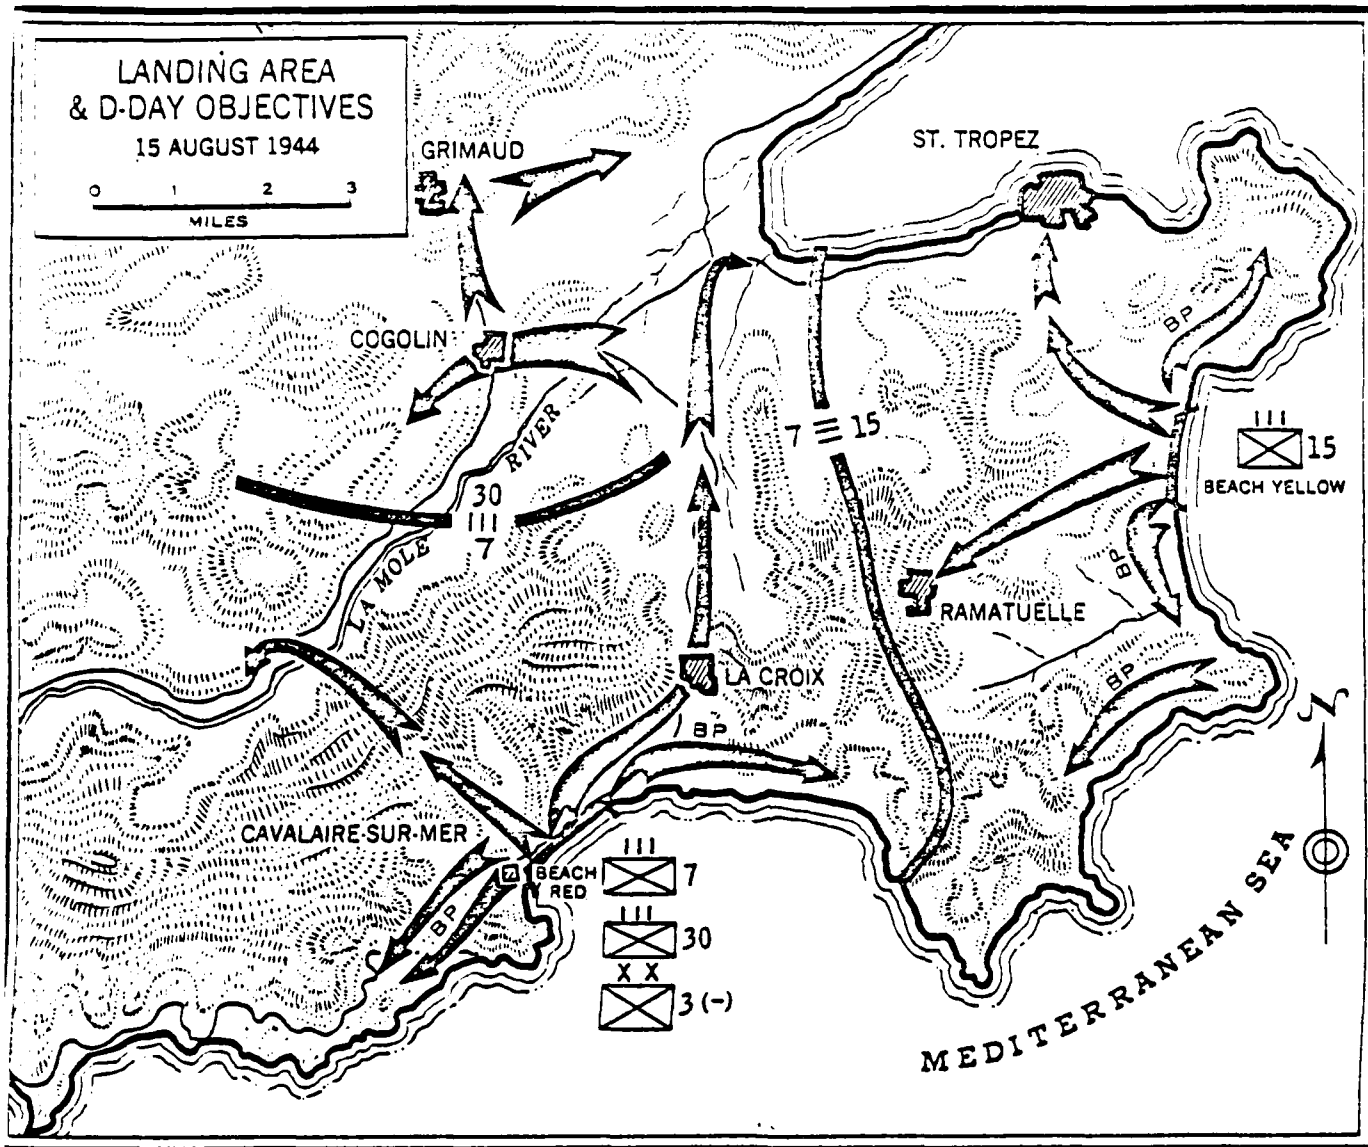 LANDING AREA
& D-DAY OBJECTIVES
15 AUGUST 1944
0 1 2 3
MILES
GRIMAUD
ST. TROPEZ
COGOLIN
BP
7 15
III
15
BEACH YELLOW
RIVER
30
III
7
LA MOLE
BP
RAMATUELLE
LA CROIX
BP
BP
CAVALAIRE-SUR-MER
BEACH
RED
III
7
BP
III
30
X X
3 (-)
MEDITERRANEAN SEA